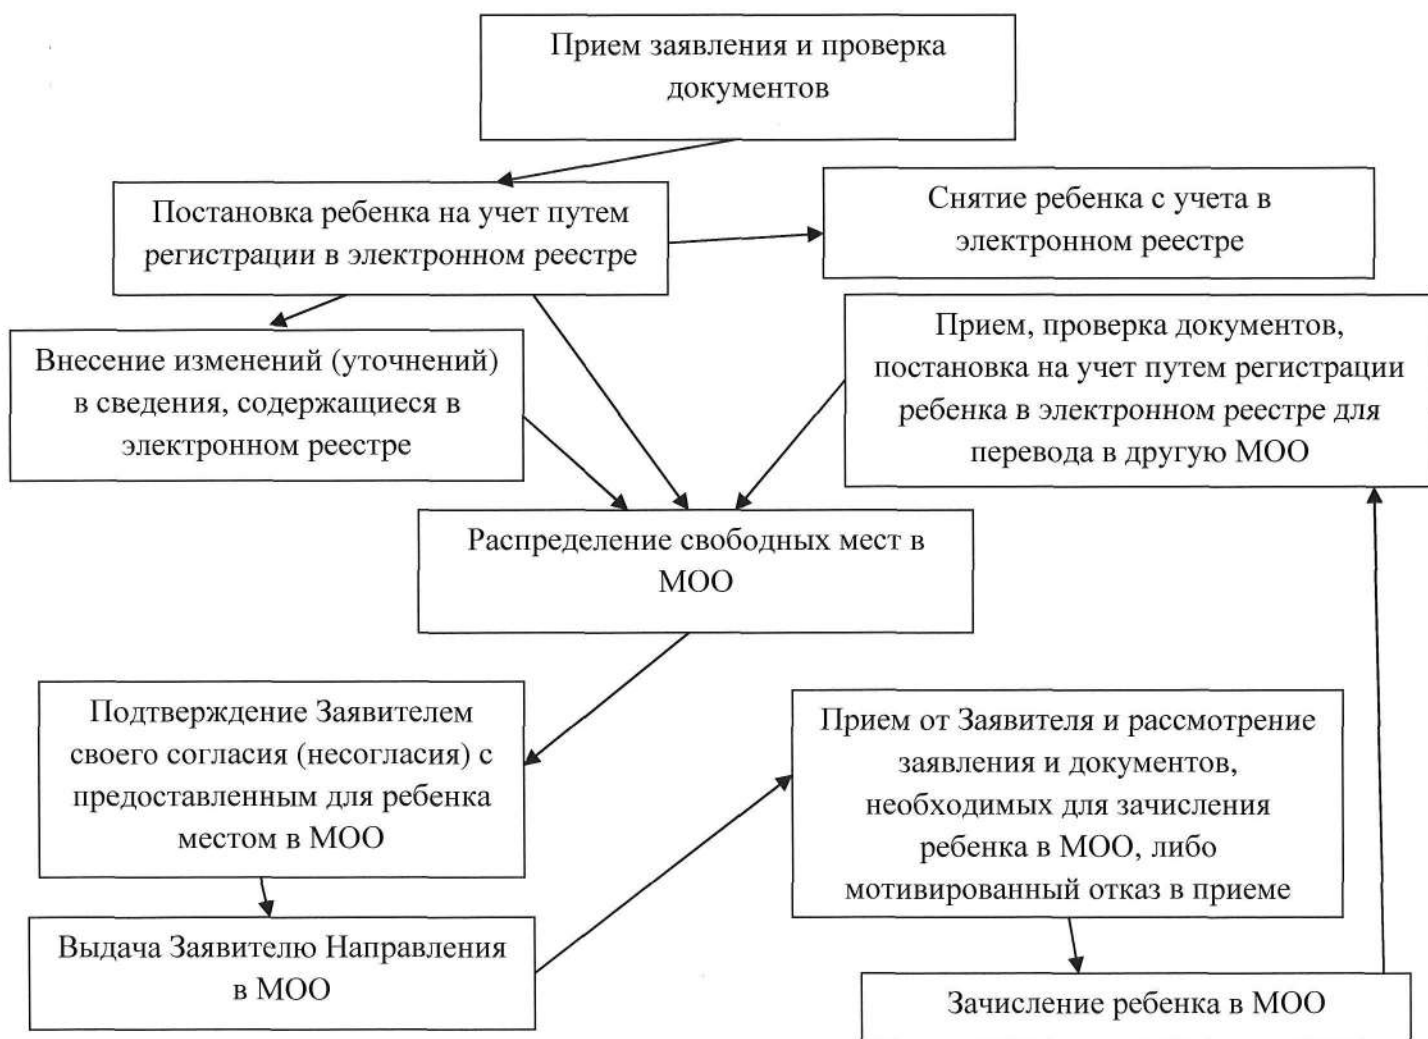 Прием заявления и проверка
документов
Постановка ребенка на учет путем
регистрации в электронном реестре
Снятие ребенка с учета в
электронном реестре
Внесение изменений (уточнений)
в сведения, содержащиеся в
электронном реестре
Прием, проверка документов,
постановка на учет путем регистрации
ребенка в электронном реестре для
перевода в другую МОО
Распределение свободных мест в
МОО
Подтверждение Заявителем
своего согласия (несогласия) с
предоставленным для ребенка
местом в МОО
Прием от Заявителя и рассмотрение
заявления и документов,
необходимых для зачисления
ребенка в МОО, либо
мотивированный отказ в приеме
Выдача Заявителю Направления
в МОО
Зачисление ребенка в МОО